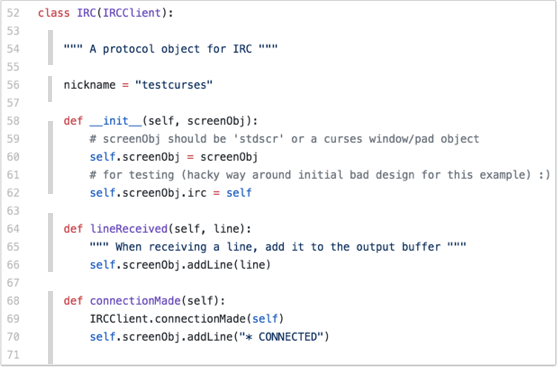 52 class IRC(IRCClient):
53
54 """ A protocol object for IRC """
55
56 nickname = "testcurses"
57
58 def __init__(self, screenObj):
59 # screenObj should be 'stdscr' or a curses window/pad object
60 self.screenObj = screenObj
61 # for testing (hacky way around initial bad design for this example) :)
62 self.screenObj.irc = self
63
64 def lineReceived(self, line):
65 """ When receiving a line, add it to the output buffer """
66 self.screenObj.addLine(line)
67
68 def connectionMade(self):
69 IRCClient.connectionMade(self)
70 self.screenObj.addLine("* CONNECTED")
71